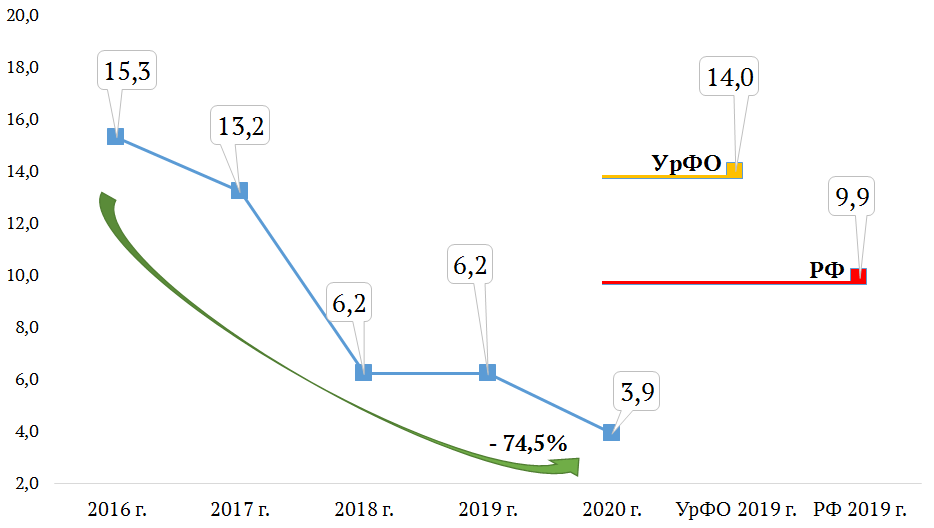 20,0
18,0
16,0
14,0
12,0
10,0
8,0
6,0
4,0
2,0
15,3
13,2
6,2
6,2
3,9
14,0
9,9
УрФО
РФ
- 74,5%
2016 г.
2017 г.
2018 г.
2019 г.
2020 г.
УрФО 2019 г.
РФ 2019 г.